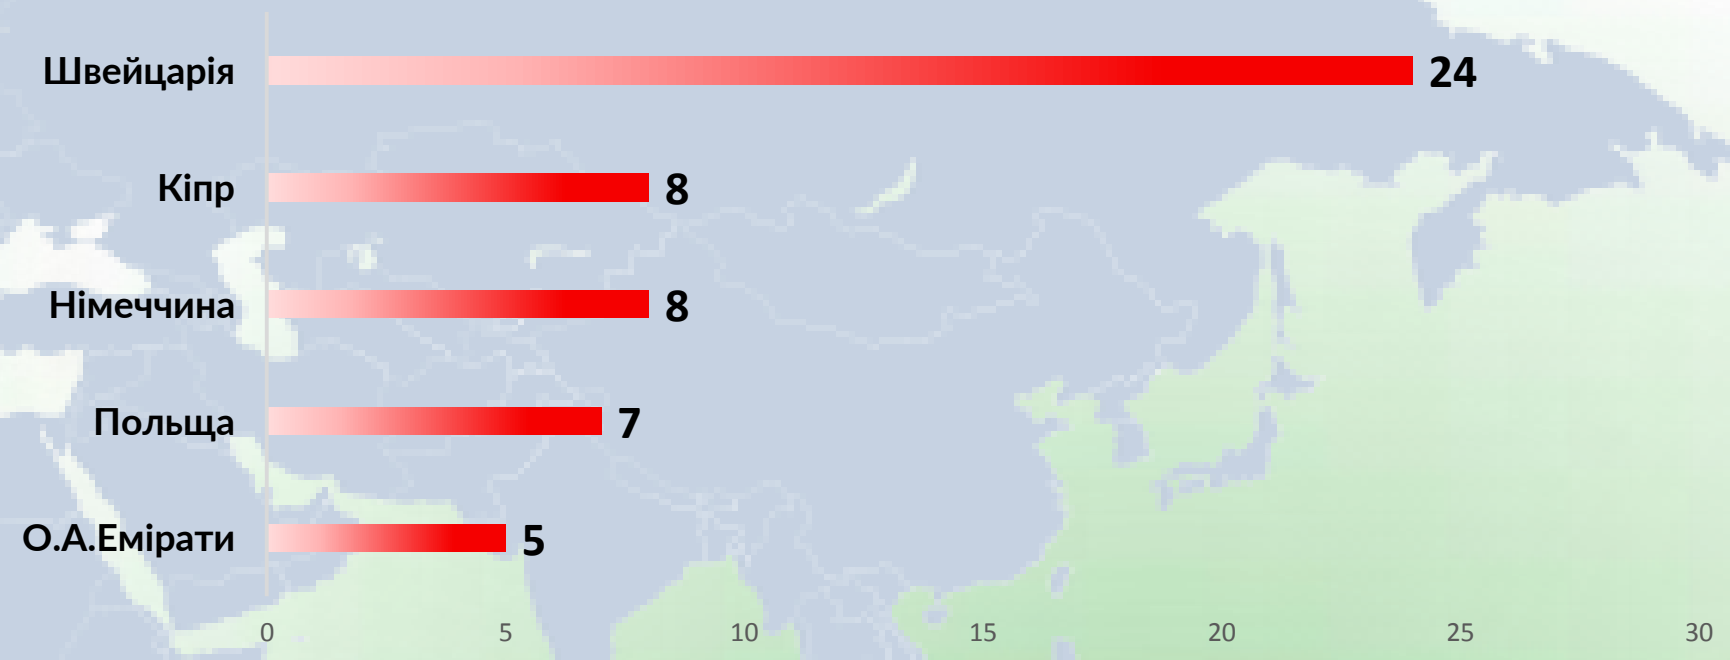 Швейцарія 24
Кіпр 8
Німеччина 8
Польща 7
О.А.Емірати 5
0 5 10 15 20 25 30